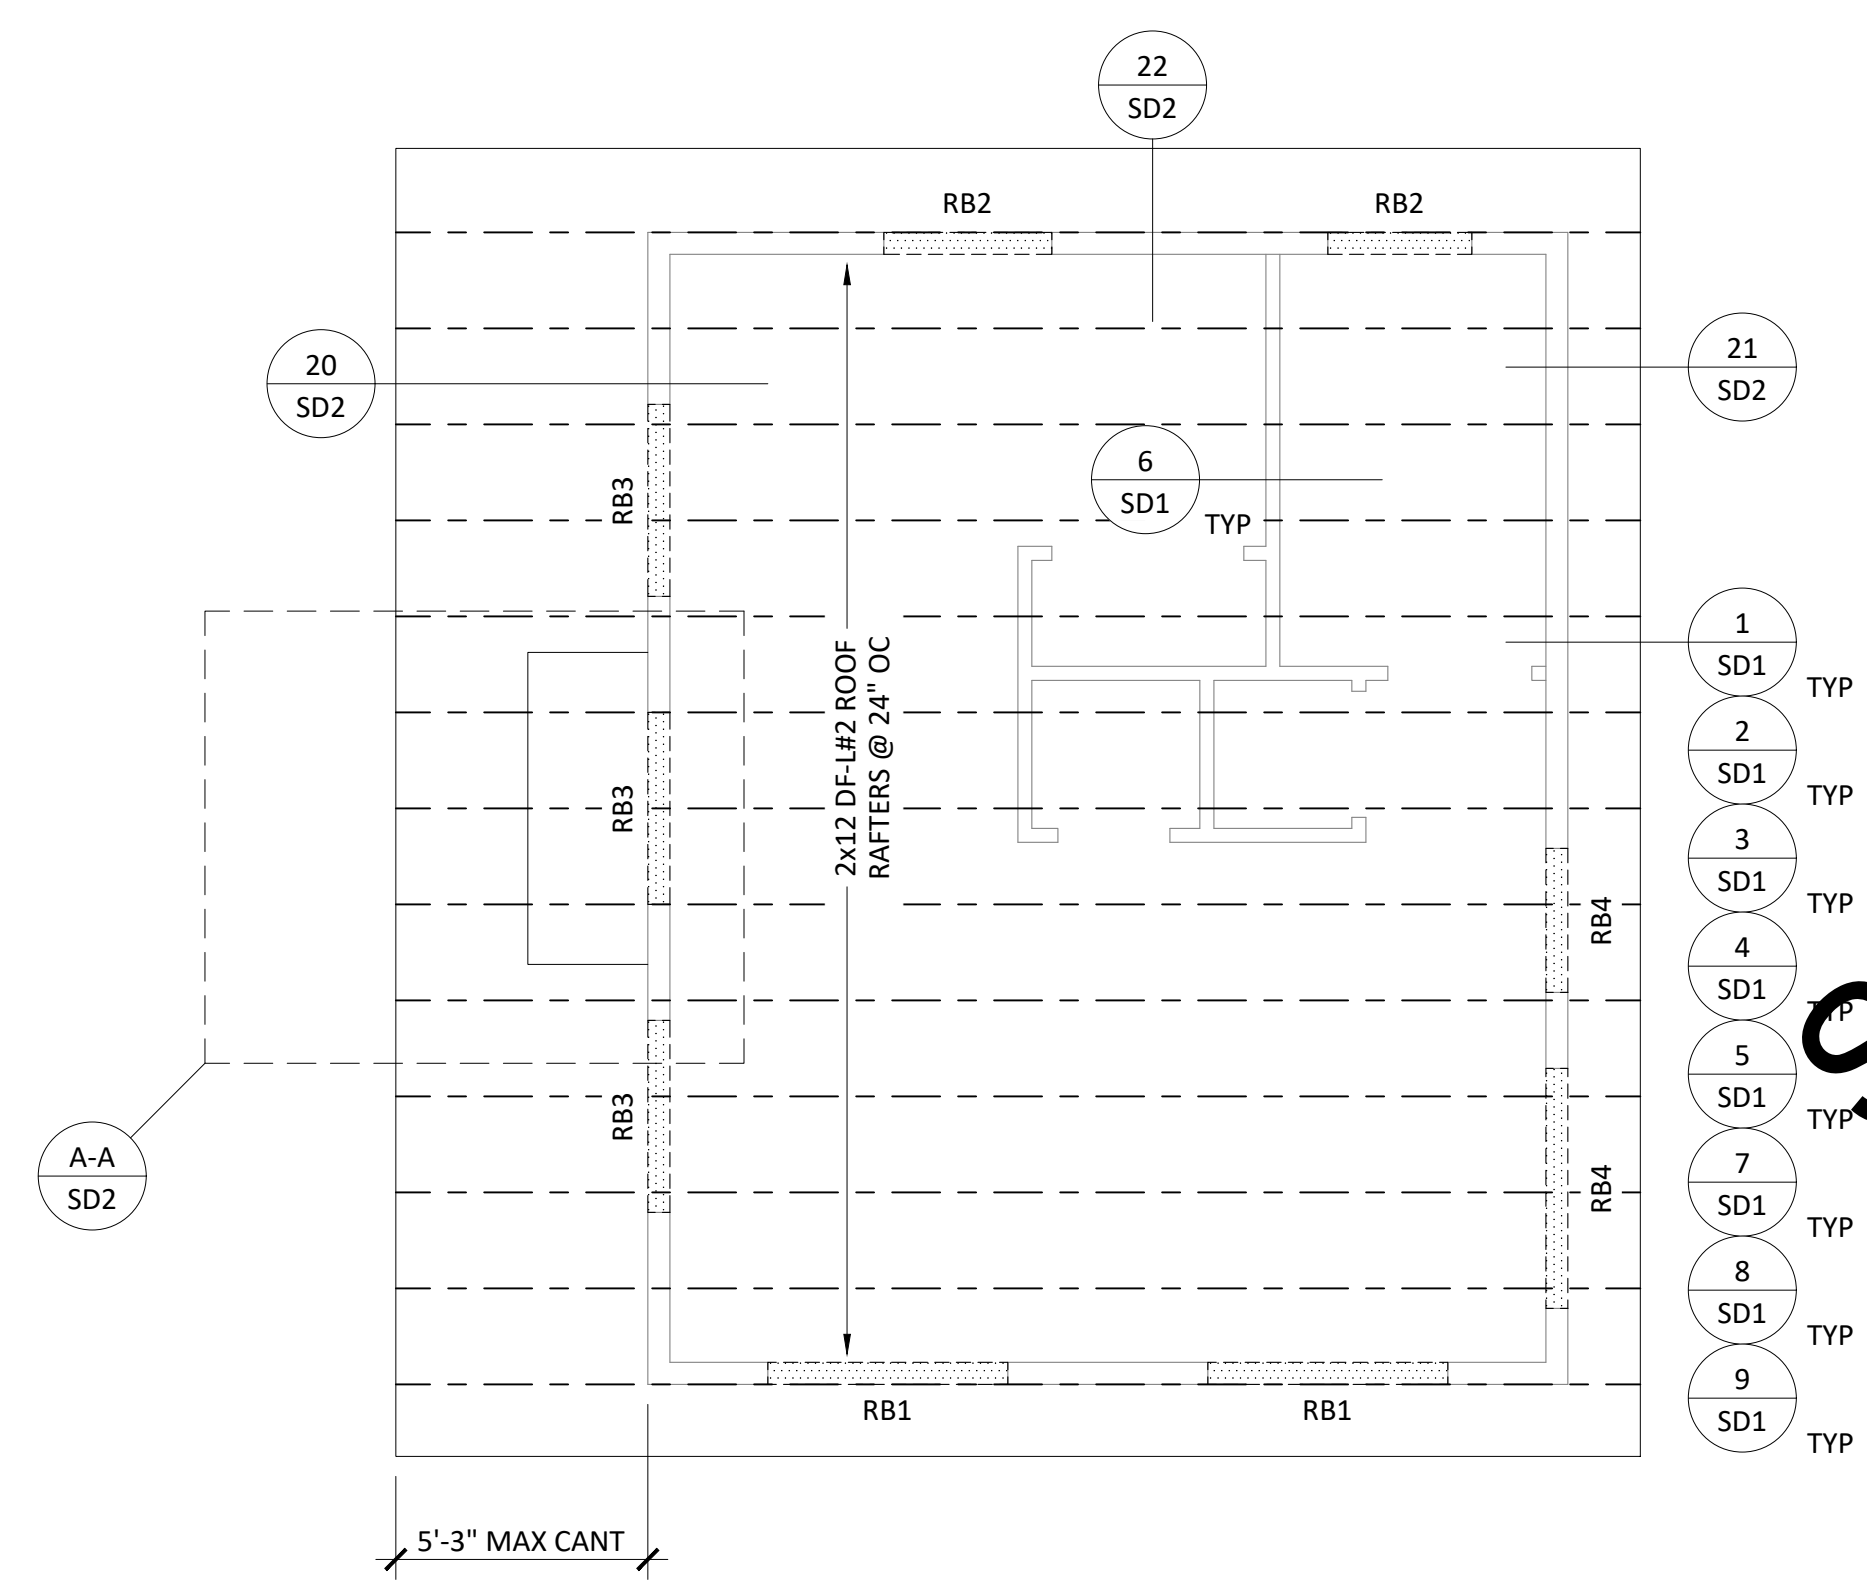 22
SD2
RB2
RB2
20
SD2
21
SD2
6
SD1
TYP
RB3
2x12 DF-L#2 ROOF
RAFTERS @ 24" OC
1
SD1
TYP
2
SD1
TYP
RB3
3
SD1
TYP
RB4
4
SD1
TYP
5
SD1
TYP
RB3
A-A
SD2
RB4
7
SD1
TYP
8
SD1
TYP
9
SD1
TYP
RB1
RB1
5'-3" MAX CANT